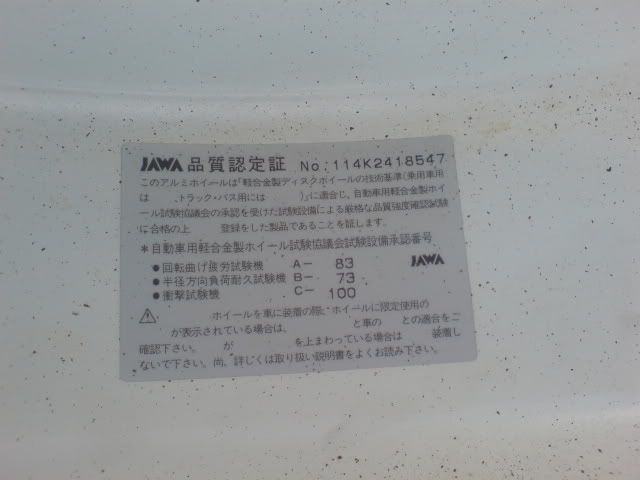 JAWA 品質認定証 No.114K2418547
このアルミホイールは「軽合金製ディスクホイールの技術基準(乗用車用
は 、トラック・バス用には )」に適合し、自動車用軽合金製ホイ
ール試験協議会の承認を受けた試験設備による厳格な品質強度確認試験
に合格の上 登録をした製品であることを証します。
*自動車用軽合金製ホイール試験協議会試験設備承認番号
●回転曲げ疲労試験機 A- 83 JAWA
●半径方向負荷耐久試験機 B- 73
●衝撃試験機 C- 100
⚠ ホイールを車に装着の際、ホイールに限定使用の
が表示されている場合は、 と車の との適合をご
確認下さい。 が を上まわっている場合は 装着し
ないで下さい。尚、詳しくは取り扱い説明書をよくお読み下さい。